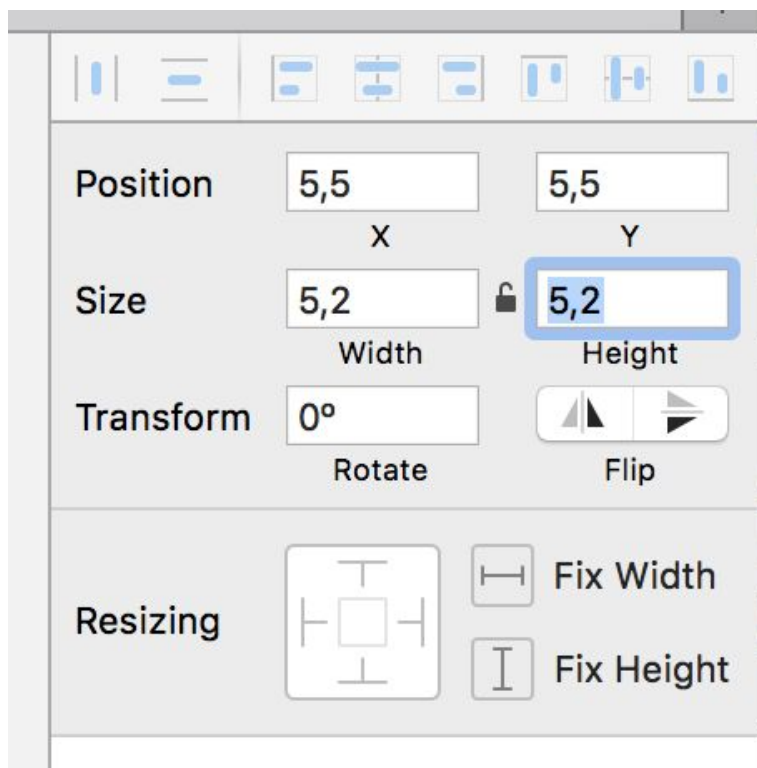 Position 5,5 5,5
X Y
Size 5,2 5,2
Width Height
Transform 0º
Rotate Flip
Fix Width
Resizing
Fix Height